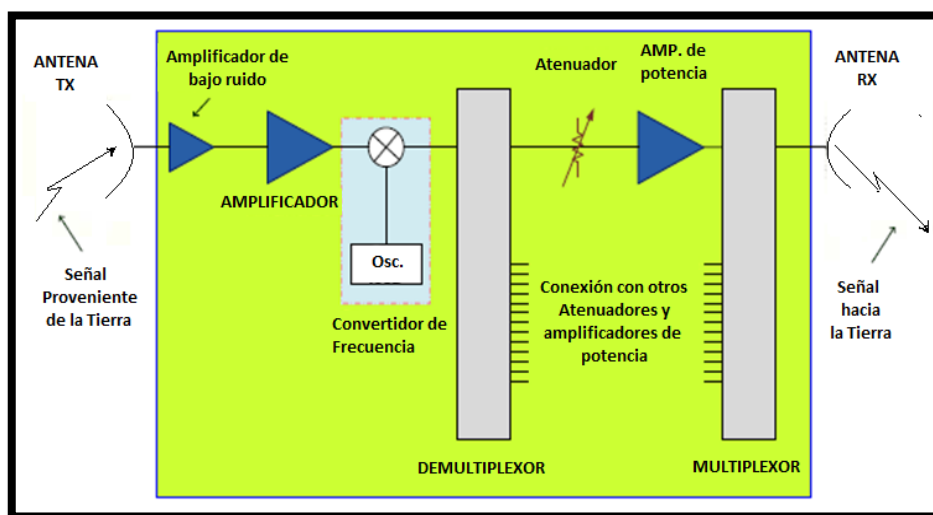 ANTENA
TX
Amplificador de
bajo ruido
Atenuador
AMP. de
potencia
ANTENA
RX
AMPLIFICADOR
Osc.
Señal
Proveniente
de la Tierra
Convertidor de
Frecuencia
Conexión con otros
Atenuadores y
amplificadores de
potencia
Señal
hacia
la Tierra
DEMULTIPLEXOR
MULTIPLEXOR